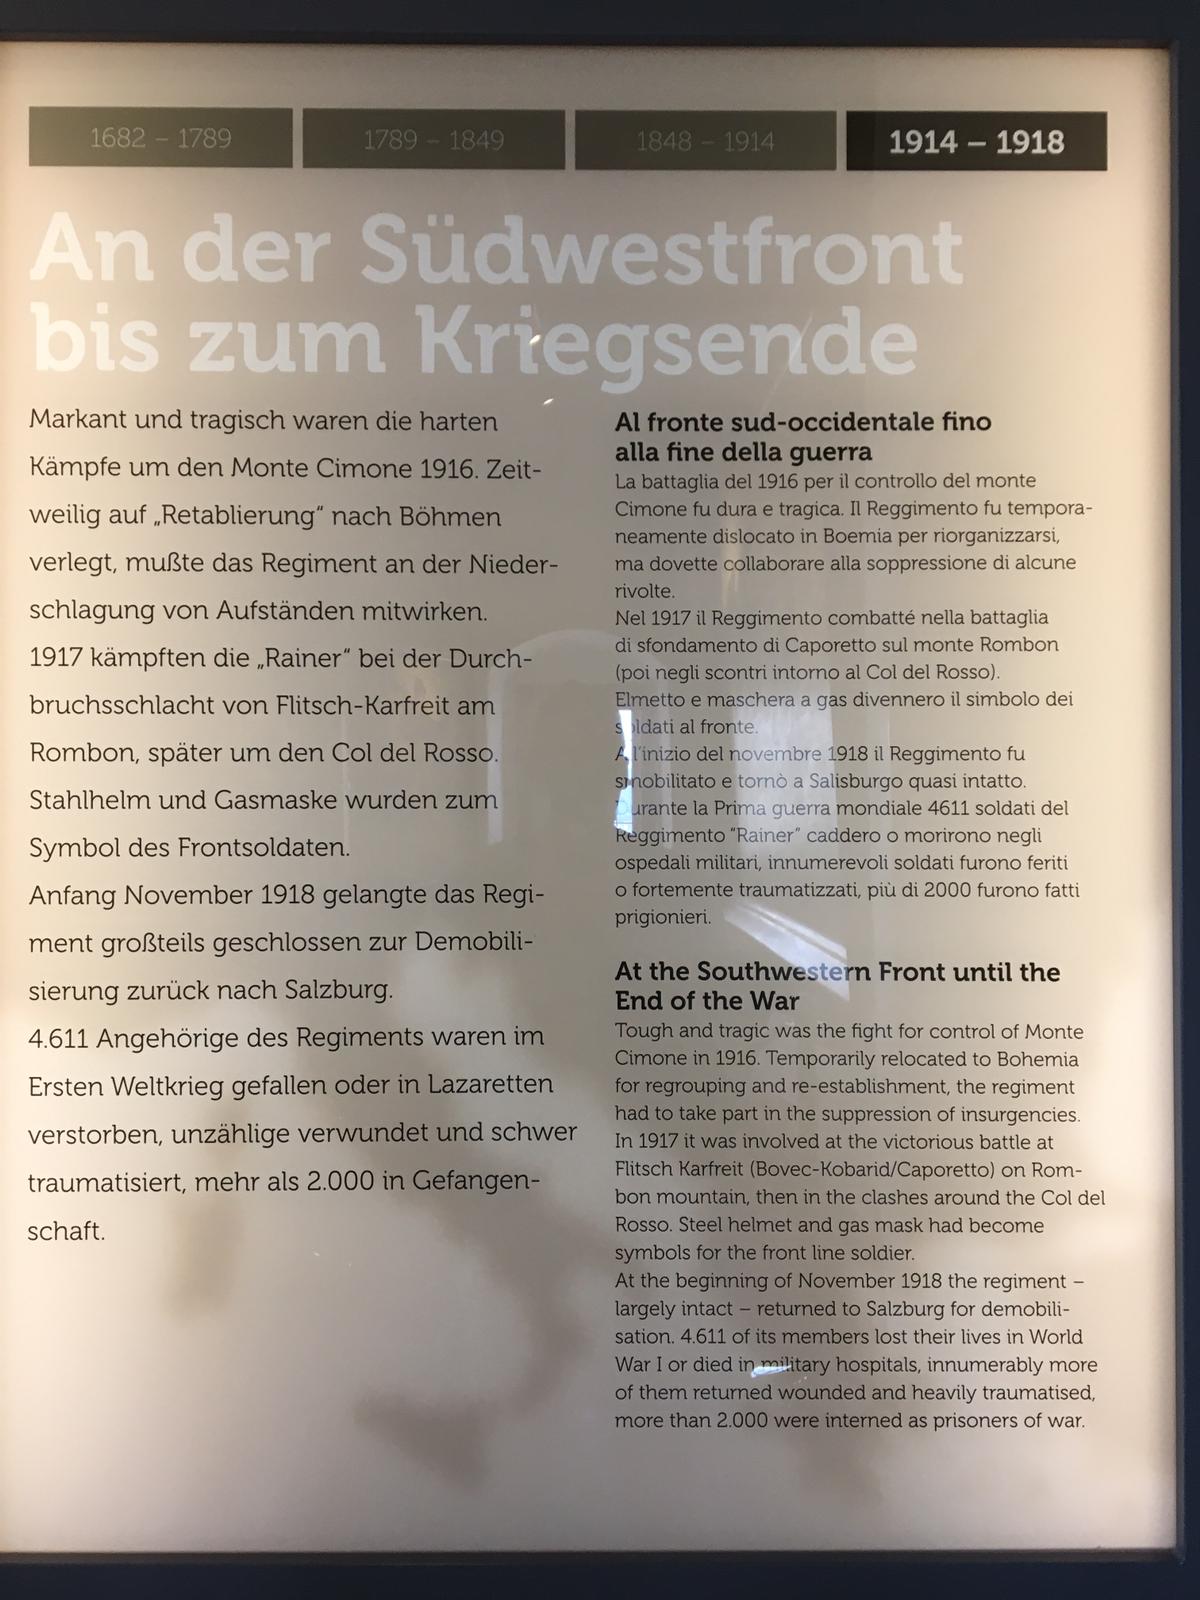 1682 – 1789
1789 – 1849
1848 – 1914
1914 – 1918
An der Südwestfront
bis zum Kriegsende
Markant und tragisch waren die harten
Kämpfe um den Monte Cimone 1916. Zeit-
weilig auf „Retablierung“ nach Böhmen
verlegt, mußte das Regiment an der Nieder-
schlagung von Aufständen mitwirken.
1917 kämpften die „Rainer“ bei der Durch-
bruchsschlacht von Flitsch-Karfreit am
Rombon, später um den Col del Rosso.
Stahlhelm und Gasmaske wurden zum
Symbol des Frontsoldaten.
Anfang November 1918 gelangte das Regi-
ment großteils geschlossen zur Demobili-
sierung zurück nach Salzburg.
4.611 Angehörige des Regiments waren im
Ersten Weltkrieg gefallen oder in Lazaretten
verstorben, unzählige verwundet und schwer
traumatisiert, mehr als 2.000 in Gefangen-
schaft.
Al fronte sud-occidentale fino
alla fine della guerra
La battaglia del 1916 per il controllo del monte
Cimone fu dura e tragica. Il Reggimento fu tempora-
neamente dislocato in Boemia per riorganizzarsi,
ma dovette collaborare alla soppressione di alcune
rivolte.
Nel 1917 il Reggimento combatté nella battaglia
di sfondamento di Caporetto sul monte Rombon
(poi negli scontri intorno al Col del Rosso).
Elmetto e maschera a gas divennero il simbolo dei
soldati al fronte.
All'inizio del novembre 1918 il Reggimento fu
smobilitato e tornò a Salisburgo quasi intatto.
Durante la Prima guerra mondiale 4611 soldati del
Reggimento “Rainer” caddero o morirono negli
ospedali militari, innumerevoli soldati furono feriti
o fortemente traumatizzati, più di 2000 furono fatti
prigionieri.
At the Southwestern Front until the
End of the War
Tough and tragic was the fight for control of Monte
Cimone in 1916. Temporarily relocated to Bohemia
for regrouping and re-establishment, the regiment
had to take part in the suppression of insurgencies.
In 1917 it was involved at the victorious battle at
Flitsch Karfreit (Bovec-Kobarid/Caporetto) on Rom-
bon mountain, then in the clashes around the Col del
Rosso. Steel helmet and gas mask had become
symbols for the front line soldier.
At the beginning of November 1918 the regiment –
largely intact – returned to Salzburg for demobili-
sation. 4.611 of its members lost their lives in World
War I or died in military hospitals, innumerably more
of them returned wounded and heavily traumatised,
more than 2.000 were interned as prisoners of war.